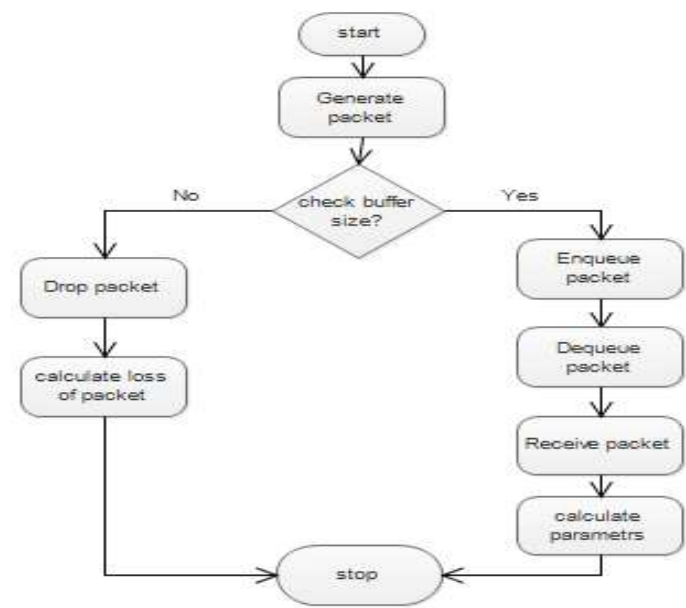 start
Generate
packet
check buffer
size?
No
Yes
Drop packet
calculate loss
of packet
Enqueue
packet
Dequeue
packet
Receive packet
calculate
parametrs
stop